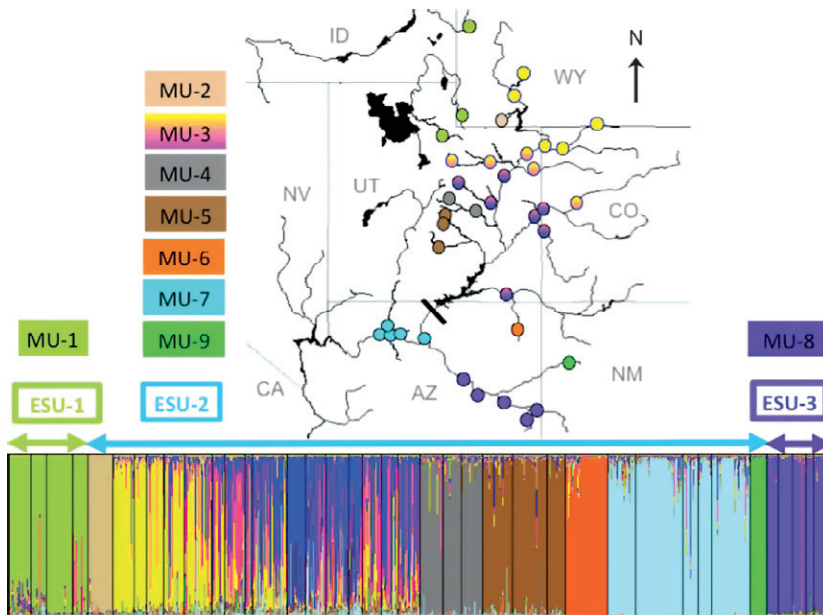 ID
N
WY
MU-2
MU-3
MU-4
NV
UT
CO
MU-5
MU-6
MU-7
MU-1
MU-9
MU-8
NM
CA
AZ
ESU-1
ESU-2
ESU-3